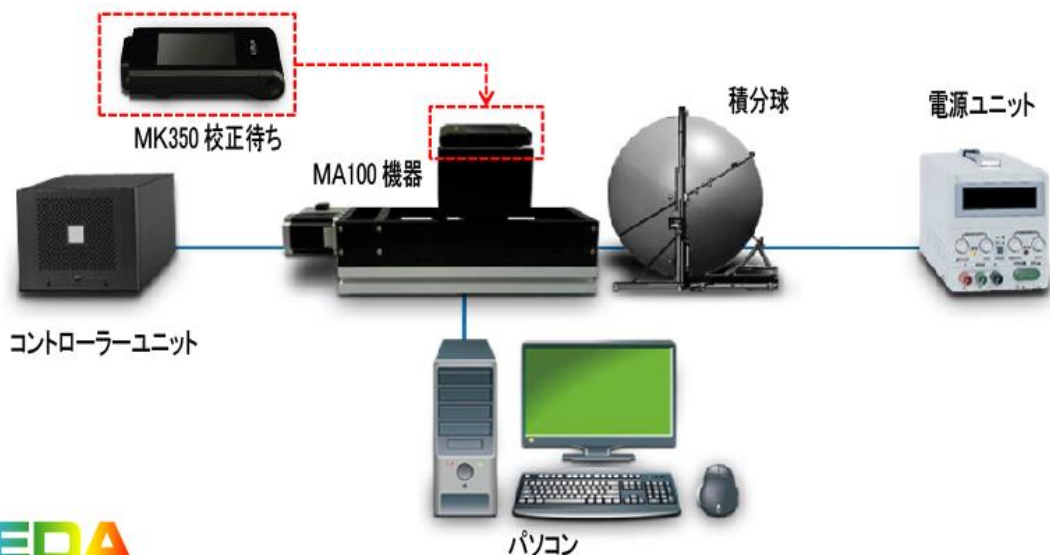 MK350 校正待ち
MA100 機器
積分球
電源ユニット
コントローラーユニット
パソコン
EDA